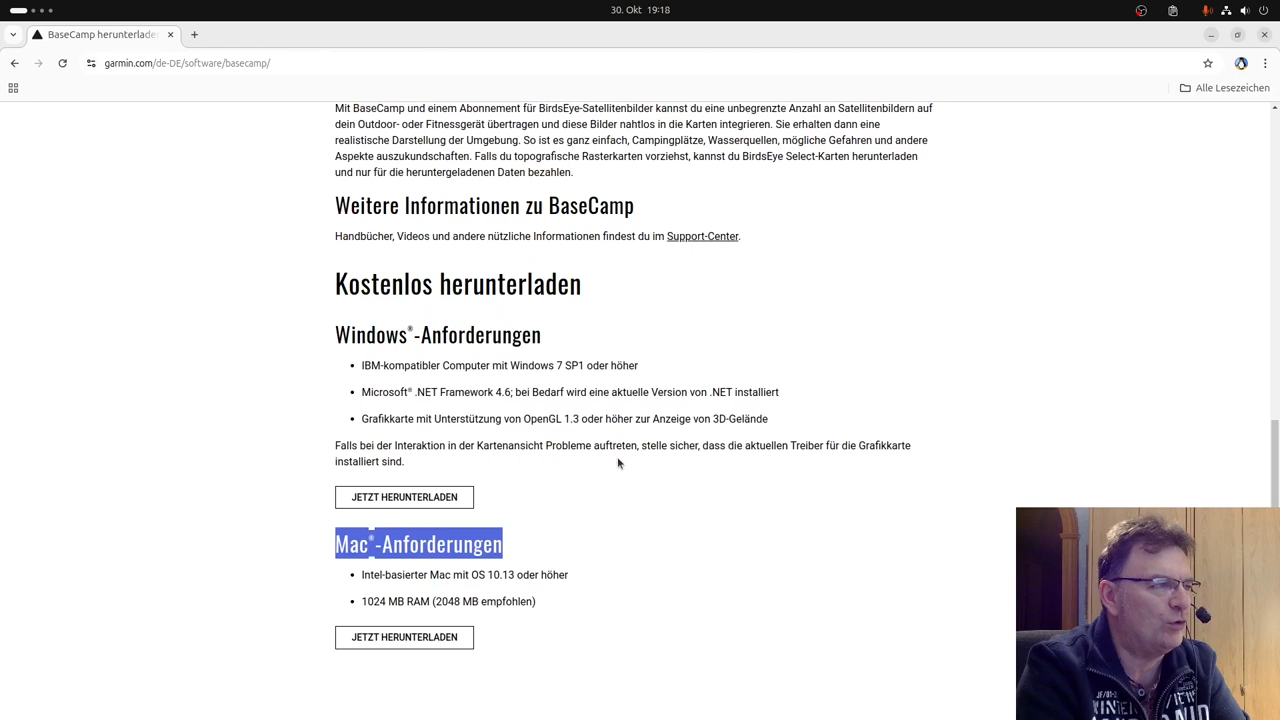 30. Okt 19:18
BaseCamp herunterladen
garmin.com/de-DE/software/basecamp/
Alle Lesezeichen
Mit BaseCamp und einem Abonnement für BirdsEye-Satellitenbilder kannst du eine unbegrenzte Anzahl an Satellitenbildern auf
dein Outdoor- oder Fitnessgerät übertragen und diese Bilder nahtlos in die Karten integrieren. Sie erhalten dann eine
realistische Darstellung der Umgebung. So ist es ganz einfach, Campingplätze, Wasserquellen, mögliche Gefahren und andere
Aspekte auszukundschaften. Falls du topografische Rasterkarten vorziehst, kannst du BirdsEye Select-Karten herunterladen
und nur für die heruntergeladenen Daten bezahlen.
Weitere Informationen zu BaseCamp
Handbücher, Videos und andere nützliche Informationen findest du im Support-Center.
Kostenlos herunterladen
Windows®-Anforderungen
• IBM-kompatibler Computer mit Windows 7 SP1 oder höher
• Microsoft® .NET Framework 4.6; bei Bedarf wird eine aktuelle Version von .NET installiert
• Grafikkarte mit Unterstützung von OpenGL 1.3 oder höher zur Anzeige von 3D-Gelände
Falls bei der Interaktion in der Kartenansicht Probleme auftreten, stelle sicher, dass die aktuellen Treiber für die Grafikkarte
installiert sind.
JETZT HERUNTERLADEN
Mac®-Anforderungen
• Intel-basierter Mac mit OS 10.13 oder höher
• 1024 MB RAM (2048 MB empfohlen)
JETZT HERUNTERLADEN